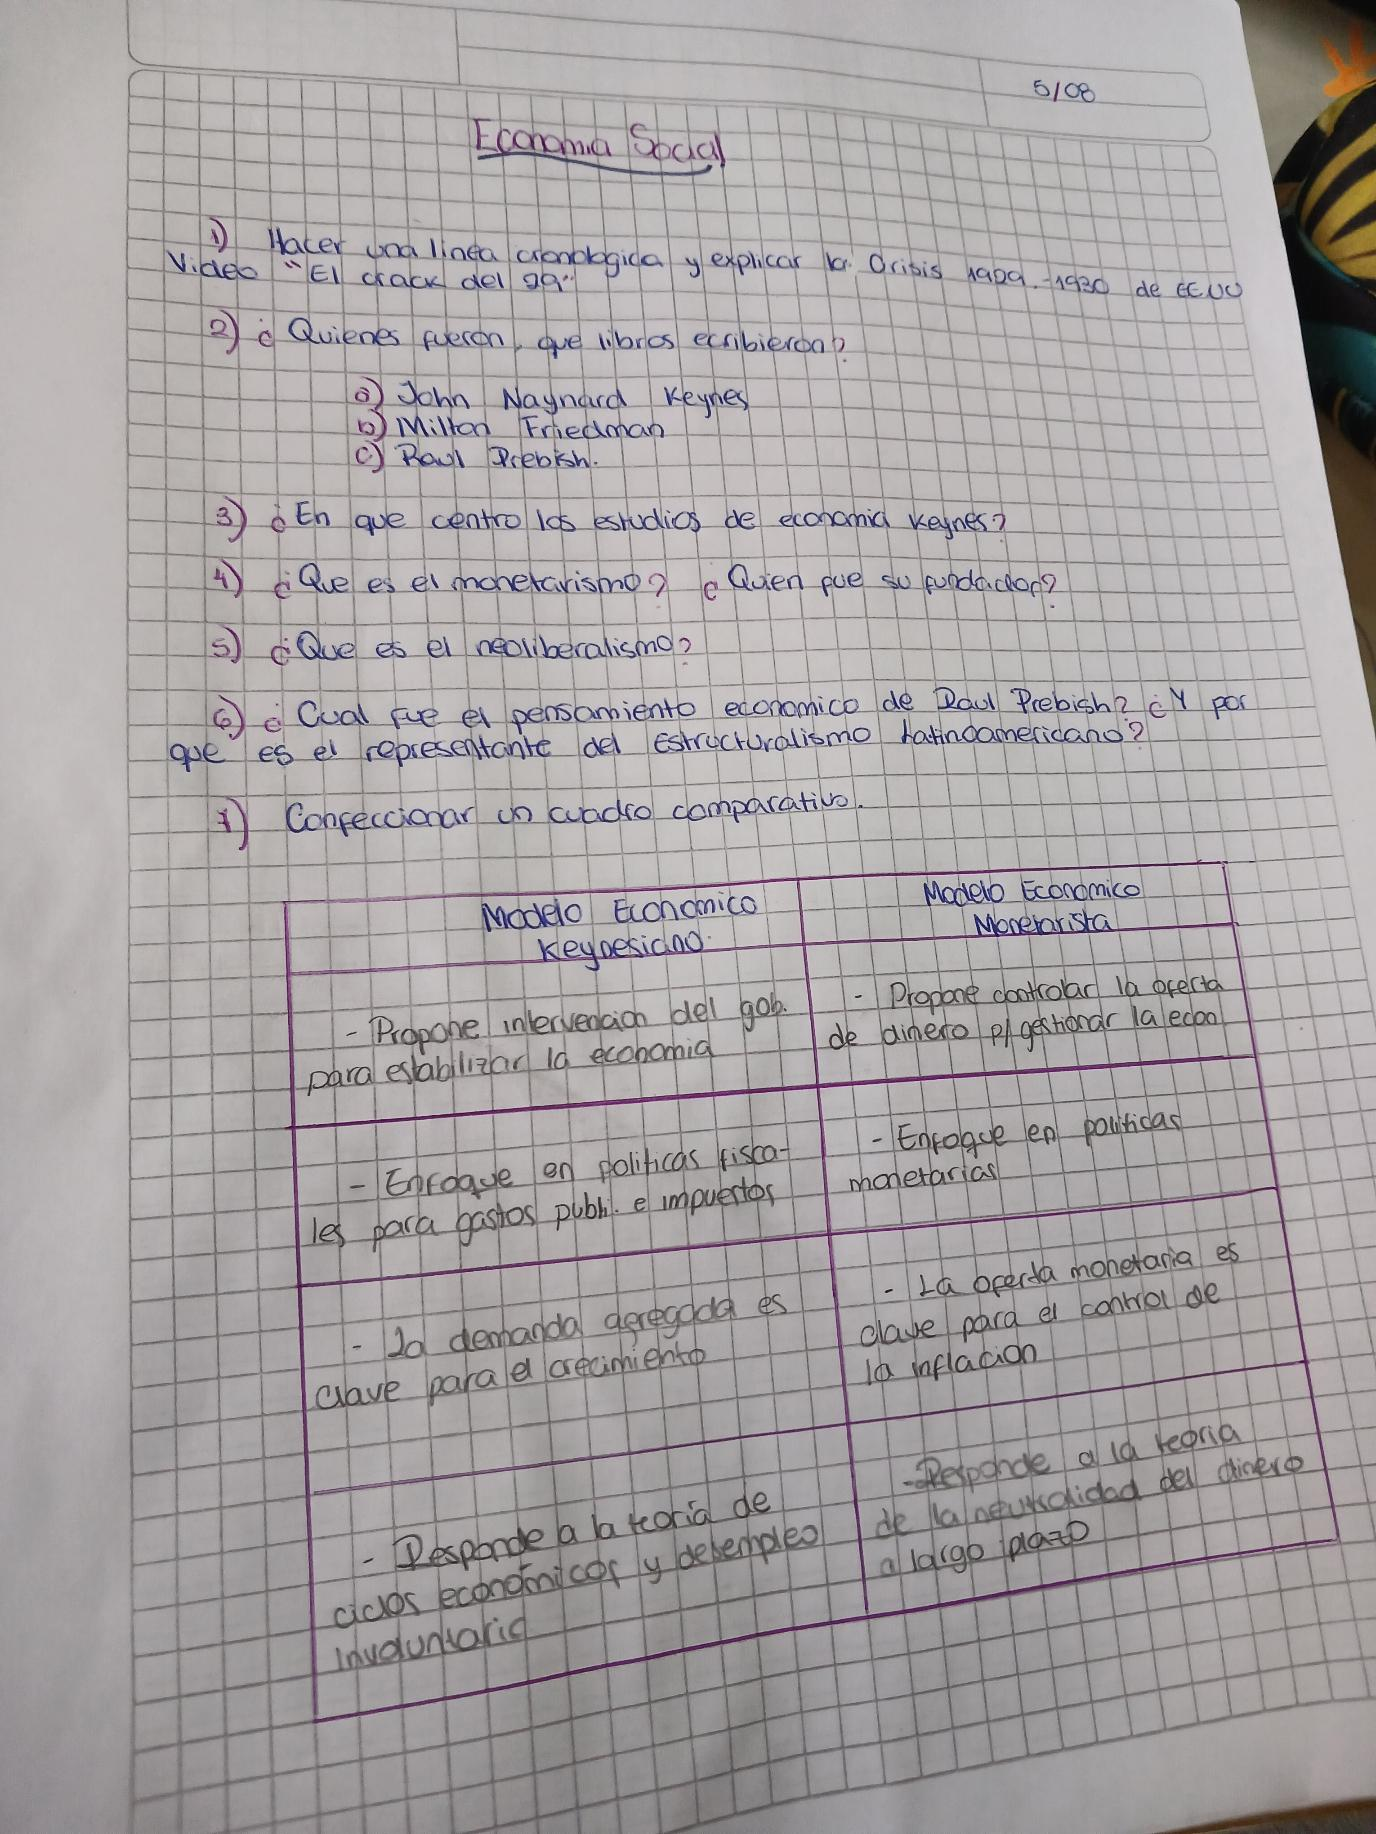 5/08
Economia Social
1) Hacer una linea cronologica y explicar la Crisis 1929-1930 de EEUU
Video "El crack del 29"
2) ¿Quienes fueron, que libros ecribieron?
a) John Naynard Keynes
b) Milton Friedman
c) Raul Prebish.
3) ¿En que centro los estudios de economia Keynes?
4) ¿Que es el monetarismo? ¿Quien fue su fundador?
5) ¿Que es el neoliberalismo?
6) ¿Cual fue el pensamiento economico de Raul Prebish? ¿Y por
que es el representante del Estructuralismo Latinoamericano?
7) Confeccionar un cuadro comparativo.
Modelo Economico
Keynesiano.
Modelo Economico
Monetarista
- Propone intervencion del gob.
para estabilizar la economia
- Propone controlar la oferta
de dinero p/ gestionar la econ
- Enfoque en politicas fisca-
les para gastos publi. e impuestos
- Enfoque en politicas
monetarias
- La demanda agregada es
clave para el crecimiento
- La oferta monetaria es
clave para el control de
la inflacion
- Responde a la teoria de
ciclos económicos y desempleo
involuntario
- Responde a la teoria
de la neutralidad del dinero
a largo plazo